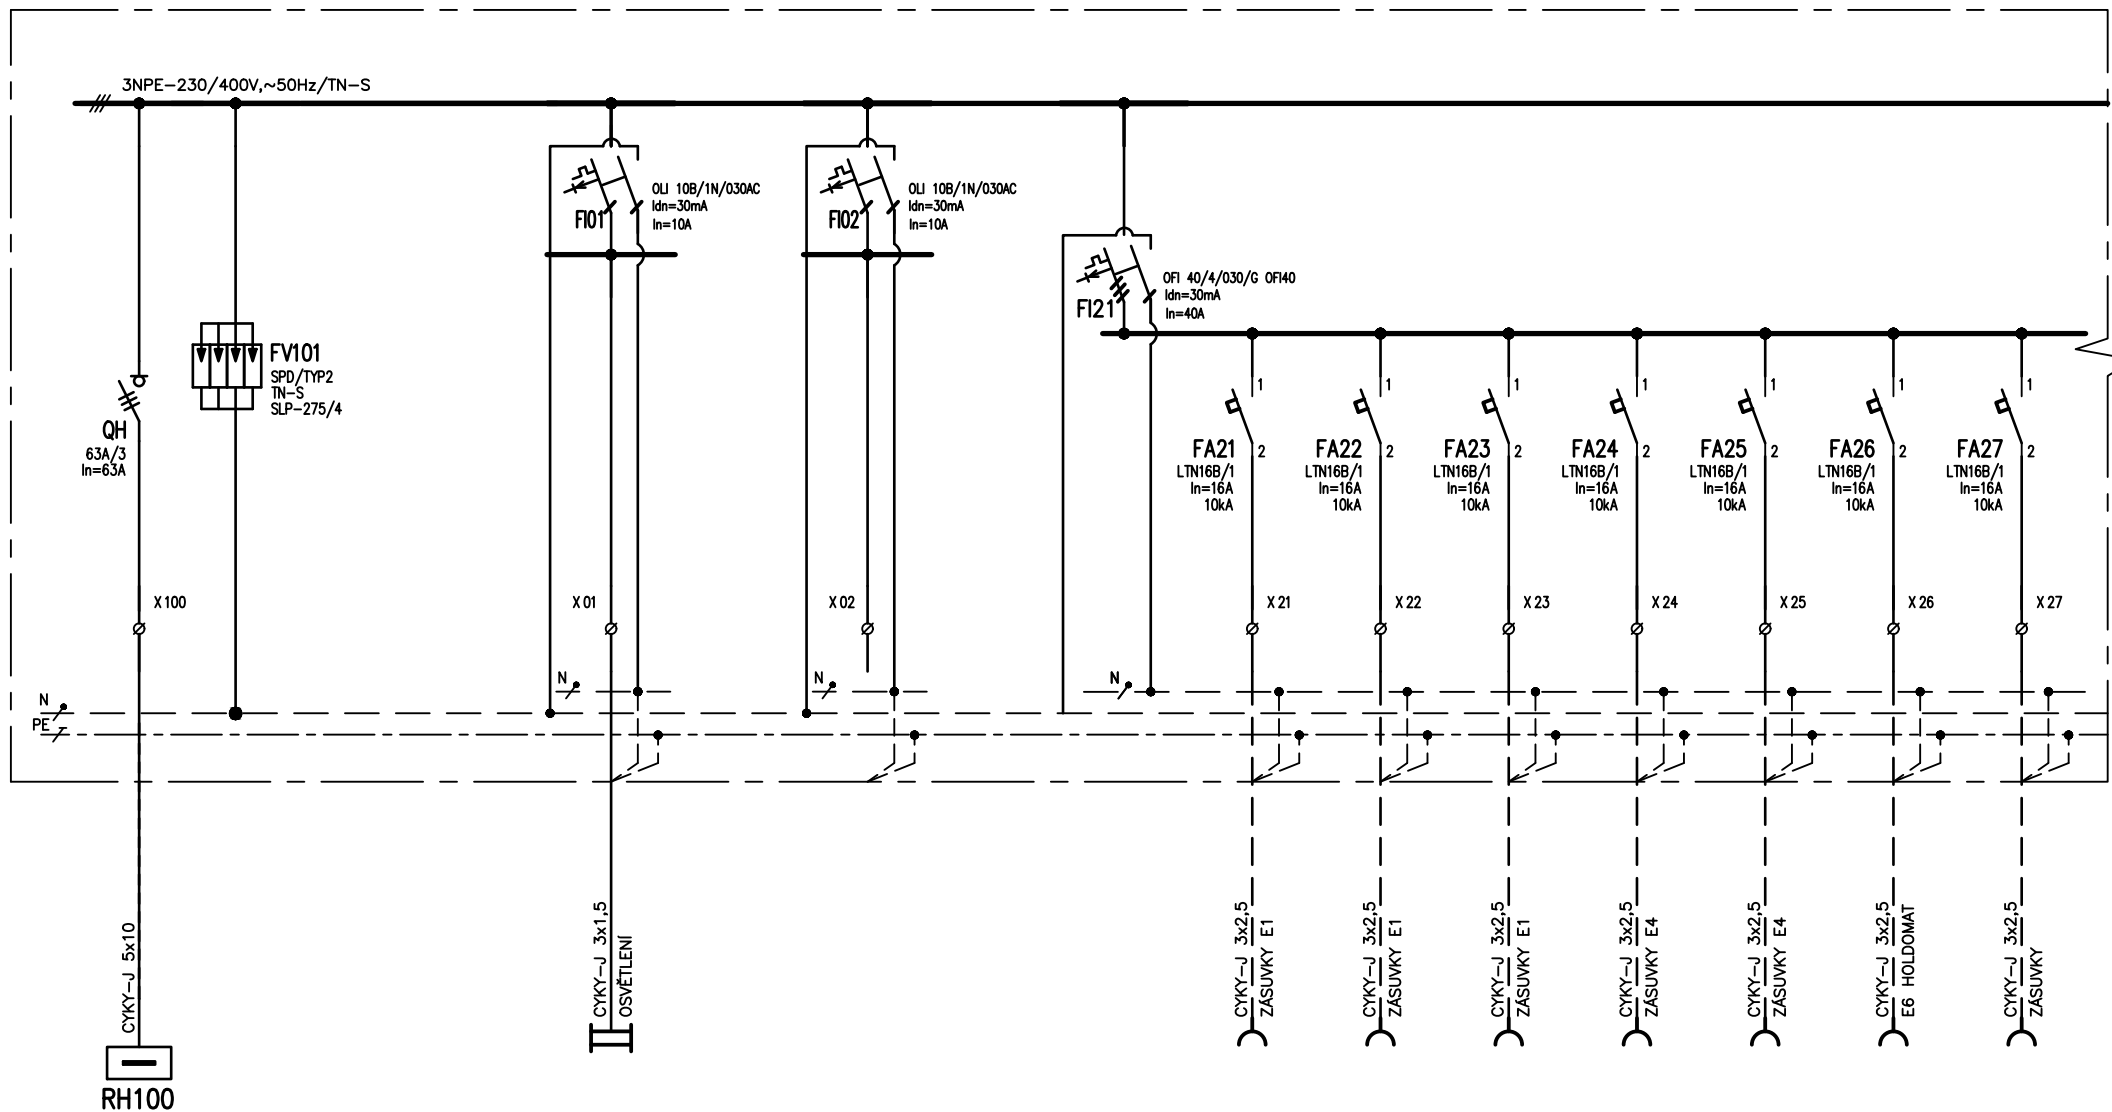 3NPE-230/400V,~50Hz/TN-S
OLI 10B/1N/030AC
Idn=30mA
In=10A
FI01
OLI 10B/1N/030AC
Idn=30mA
In=10A
FI02
OFI 40/4/030/G OFI40
Idn=30mA
In=40A
FI21
FV101
SPD/TYP2
TN-S
SLP-275/4
QH
63A/3
In=63A
1
FA21
2
LTN16B/1
In=16A
10kA
1
FA22
2
LTN16B/1
In=16A
10kA
1
FA23
2
LTN16B/1
In=16A
10kA
1
FA24
2
LTN16B/1
In=16A
10kA
1
FA25
2
LTN16B/1
In=16A
10kA
1
FA26
2
LTN16B/1
In=16A
10kA
1
FA27
2
LTN16B/1
In=16A
10kA
X100
X01
X02
X21
X22
X23
X24
X25
X26
X27
N
N
N
N
PE
CYKY-J 5x10
CYKY-J 3x1,5
OSVĚTLENÍ
CYKY-J 3x2,5
ZÁSUVKY E1
CYKY-J 3x2,5
ZÁSUVKY E1
CYKY-J 3x2,5
ZÁSUVKY E1
CYKY-J 3x2,5
ZÁSUVKY E4
CYKY-J 3x2,5
ZÁSUVKY E4
CYKY-J 3x2,5
E6 HOLDOMAT
CYKY-J 3x2,5
ZÁSUVKY
RH100